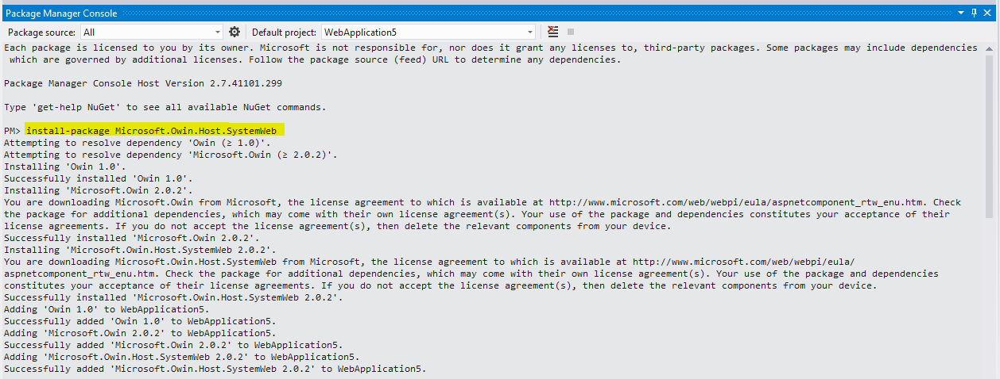 Package Manager Console
Package source: All Default project: WebApplication5
Each package is licensed to you by its owner. Microsoft is not responsible for, nor does it grant any licenses to, third-party packages. Some packages may include dependencies
which are governed by additional licenses. Follow the package source (feed) URL to determine any dependencies.
Package Manager Console Host Version 2.7.41101.299
Type 'get-help NuGet' to see all available NuGet commands.
PM> install-package Microsoft.Owin.Host.SystemWeb
Attempting to resolve dependency 'Owin (≥ 1.0)'.
Attempting to resolve dependency 'Microsoft.Owin (≥ 2.0.2)'.
Installing 'Owin 1.0'.
Successfully installed 'Owin 1.0'.
Installing 'Microsoft.Owin 2.0.2'.
You are downloading Microsoft.Owin from Microsoft, the license agreement to which is available at http://www.microsoft.com/web/webpi/eula/aspnetcomponent_rtw_enu.htm. Check
the package for additional dependencies, which may come with their own license agreement(s). Your use of the package and dependencies constitutes your acceptance of their
license agreements. If you do not accept the license agreement(s), then delete the relevant components from your device.
Successfully installed 'Microsoft.Owin 2.0.2'.
Installing 'Microsoft.Owin.Host.SystemWeb 2.0.2'.
You are downloading Microsoft.Owin.Host.SystemWeb from Microsoft, the license agreement to which is available at http://www.microsoft.com/web/webpi/eula/
aspnetcomponent_rtw_enu.htm. Check the package for additional dependencies, which may come with their own license agreement(s). Your use of the package and dependencies
constitutes your acceptance of their license agreements. If you do not accept the license agreement(s), then delete the relevant components from your device.
Successfully installed 'Microsoft.Owin.Host.SystemWeb 2.0.2'.
Adding 'Owin 1.0' to WebApplication5.
Successfully added 'Owin 1.0' to WebApplication5.
Adding 'Microsoft.Owin 2.0.2' to WebApplication5.
Successfully added 'Microsoft.Owin 2.0.2' to WebApplication5.
Adding 'Microsoft.Owin.Host.SystemWeb 2.0.2' to WebApplication5.
Successfully added 'Microsoft.Owin.Host.SystemWeb 2.0.2' to WebApplication5.